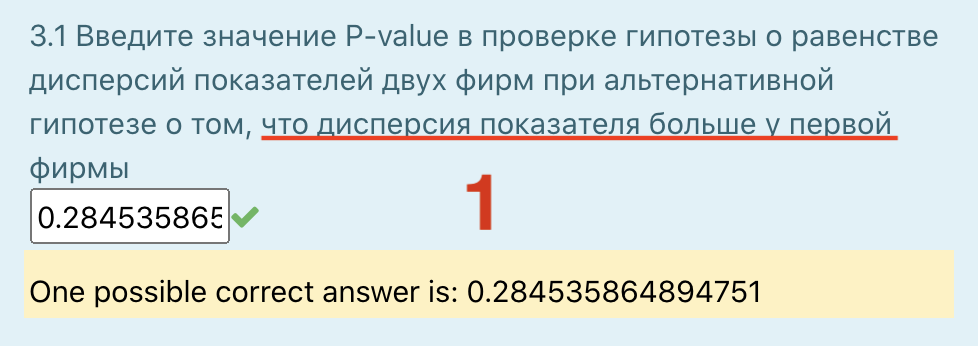 3.1 Введите значение P-value в проверке гипотезы о равенстве
дисперсий показателей двух фирм при альтернативной
гипотезе о том, что дисперсия показателя больше у первой
фирмы
0.284535865
1
One possible correct answer is: 0.284535864894751